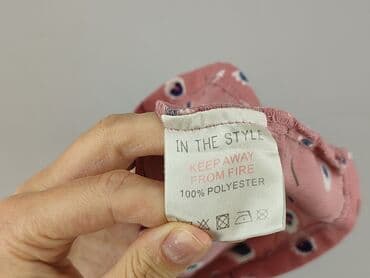 IN THE STYLE
KEEP AWAY
FROM FIRE
100% POLYESTER